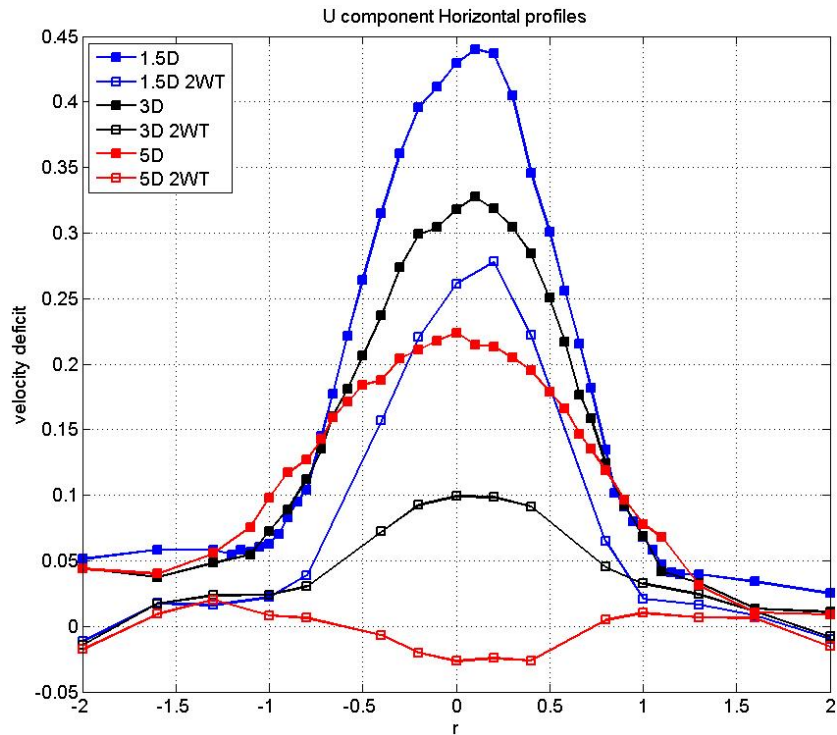 U component Horizontal profiles
0.45
0.4
0.35
0.3
0.25
0.2
0.15
0.1
0.05
0
-0.05
velocity deficit
1.5D
1.5D 2WT
3D
3D 2WT
5D
5D 2WT
-2
-1.5
-1
-0.5
0
0.5
1
1.5
2
r